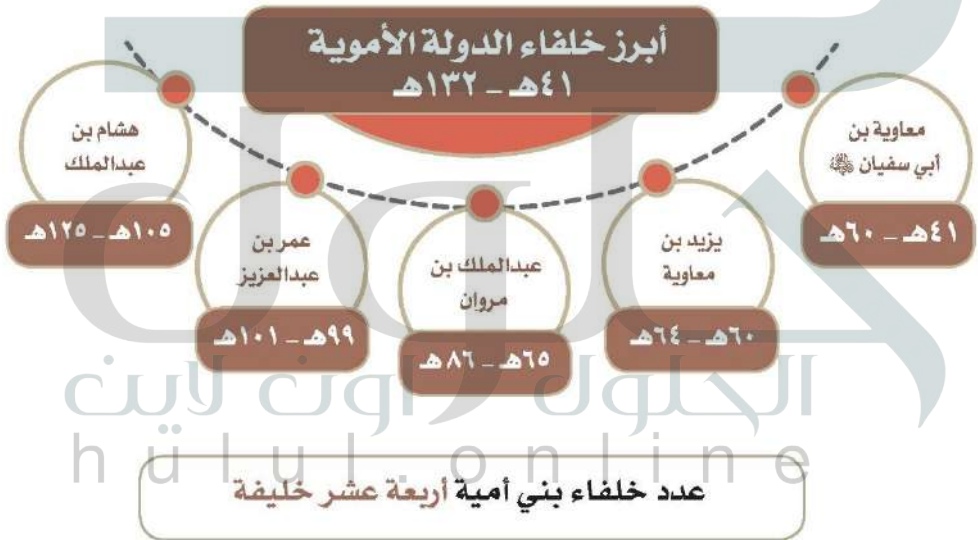 أبرز خلفاء الدولة الأموية
٤١هـ - ١٣٢هـ
معاوية بن
أبي سفيان ﷺ
٤١هـ - ٦٠هـ
يزيد بن
معاوية
٦٠هـ - ٦٤هـ
عبدالملك بن
مروان
٦٥هـ - ٨٦هـ
عمر بن
عبدالعزيز
٩٩هـ - ١٠١هـ
هشام بن
عبدالملك
١٠٥هـ - ١٢٥هـ
حلول
الحلول اون لاين
hulul.online
عدد خلفاء بني أمية أربعة عشر خليفة